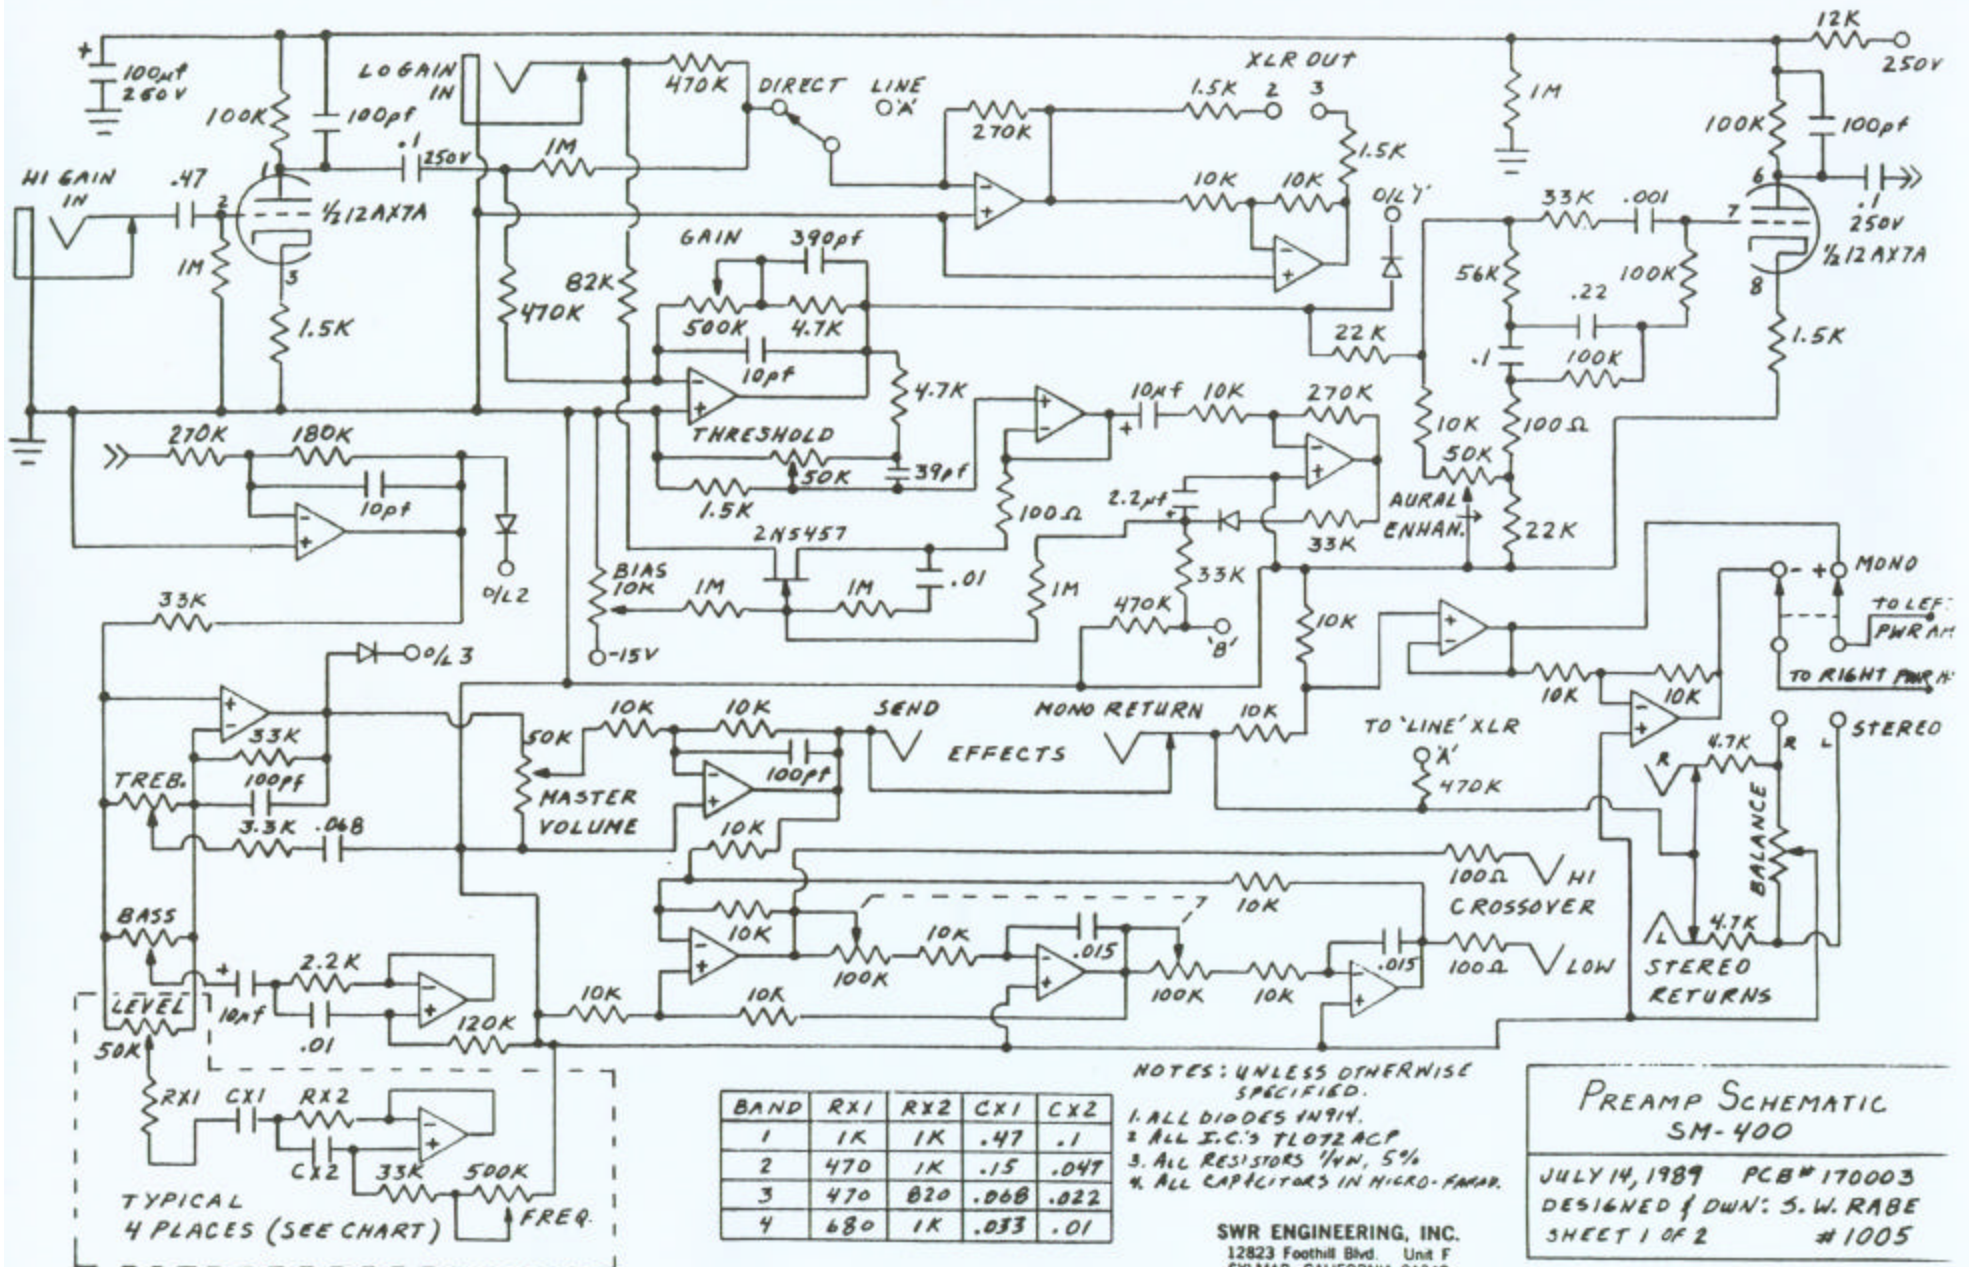 12K
250V
+
100µf
250V
100K
100pf
.1
250V
LO GAIN
IN
470K
DIRECT
LINE
'A'
XLR OUT
1.5K
2
3
270K
1M
1M
100K
100pf
1.5K
HI GAIN
IN
.47
1
2
½12AX7A
3
1M
1.5K
10K
10K
O/L'1'
33K
.001
7
6
.1
250V
½12AX7A
8
GAIN
390pf
82K
470K
500K
4.7K
10pf
56K
.22
100K
22K
.1
100K
1.5K
4.7K
10µf
10K
270K
+
10K
100Ω
270K
180K
10pf
THRESHOLD
50K
39pf
1.5K
2N5457
100Ω
2.2µf
+
33K
50K
AURAL
ENHAN.
22K
O/L2
BIAS
10K
1M
1M
.01
1M
33K
470K
'B'
10K
-15V
- +
MONO
TO LEF
PWR AM
TO RIGHT PWR
33K
O/L3
10K
10K
SEND
MONO RETURN
10K
10K
10K
TO 'LINE' XLR
'A'
470K
R
L
STEREO
33K
50K
EFFECTS
100pf
R
4.7K
TREB.
100pf
MASTER
VOLUME
3.3K
.068
10K
BALANCE
100Ω
HI
CROSSOVER
10K
BASS
10K
100K
10K
.015
100K
10K
.015
100Ω
LOW
L
4.7K
STEREO
RETURNS
+
10µf
2.2K
.01
120K
10K
10K
LEVEL
50K
RX1
CX1
RX2
CX2
33K
500K
FREQ.
TYPICAL
4 PLACES (SEE CHART)
BAND RX1 RX2 CX1 CX2
1 1K 1K .47 .1
2 470 1K .15 .047
3 470 820 .068 .022
4 680 1K .033 .01
NOTES: UNLESS OTHERWISE
SPECIFIED.
1. ALL DIODES 1N914.
2 ALL I.C.'S TL072ACP
3. ALL RESISTORS 1/4W, 5%
4. ALL CAPACITORS IN MICRO-FARAD.
SWR ENGINEERING, INC.
12823 Foothill Blvd. Unit F
PREAMP SCHEMATIC
SM-400
JULY 14, 1989 PCB# 170003
DESIGNED & DWN: S. W. RABE
SHEET 1 OF 2 #1005